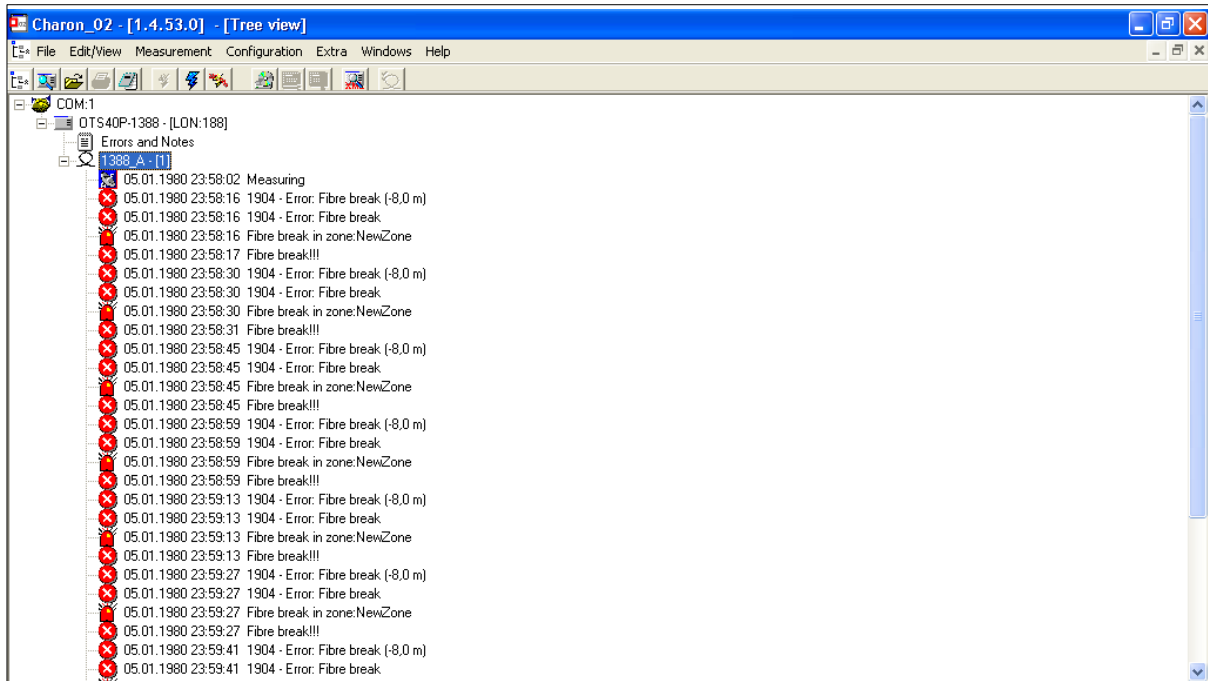 Charon_02 - [1.4.53.0] - [Tree view]
File Edit/View Measurement Configuration Extra Windows Help
COM:1
OTS40P-1388 - [LON:188]
Errors and Notes
1388_A - [1]
05.01.1980 23:58:02 Measuring
05.01.1980 23:58:16 1904 - Error: Fibre break (-8,0 m)
05.01.1980 23:58:16 1904 - Error: Fibre break
05.01.1980 23:58:16 Fibre break in zone:NewZone
05.01.1980 23:58:17 Fibre break!!!
05.01.1980 23:58:30 1904 - Error: Fibre break (-8,0 m)
05.01.1980 23:58:30 1904 - Error: Fibre break
05.01.1980 23:58:30 Fibre break in zone:NewZone
05.01.1980 23:58:31 Fibre break!!!
05.01.1980 23:58:45 1904 - Error: Fibre break (-8,0 m)
05.01.1980 23:58:45 1904 - Error: Fibre break
05.01.1980 23:58:45 Fibre break in zone:NewZone
05.01.1980 23:58:45 Fibre break!!!
05.01.1980 23:58:59 1904 - Error: Fibre break (-8,0 m)
05.01.1980 23:58:59 1904 - Error: Fibre break
05.01.1980 23:58:59 Fibre break in zone:NewZone
05.01.1980 23:58:59 Fibre break!!!
05.01.1980 23:59:13 1904 - Error: Fibre break (-8,0 m)
05.01.1980 23:59:13 1904 - Error: Fibre break
05.01.1980 23:59:13 Fibre break in zone:NewZone
05.01.1980 23:59:13 Fibre break!!!
05.01.1980 23:59:27 1904 - Error: Fibre break (-8,0 m)
05.01.1980 23:59:27 1904 - Error: Fibre break
05.01.1980 23:59:27 Fibre break in zone:NewZone
05.01.1980 23:59:27 Fibre break!!!
05.01.1980 23:59:41 1904 - Error: Fibre break (-8,0 m)
05.01.1980 23:59:41 1904 - Error: Fibre break